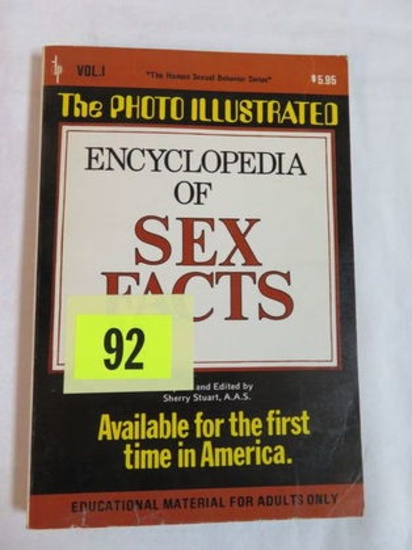 VOL.I
"The Human Sexual Behavior Series"
$5.95
The PHOTO ILLUSTRATED
ENCYCLOPEDIA
OF
SEX
FACTS
92
and Edited by
Sherry Stuart, A.A.S.
Available for the first
time in America.
EDUCATIONAL MATERIAL FOR ADULTS ONLY